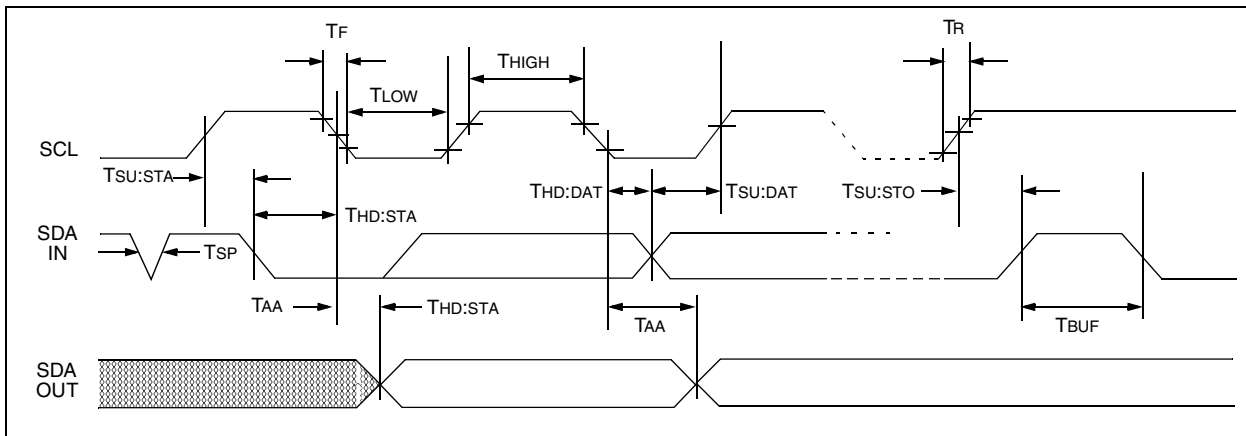 TF
TR
THIGH
TLOW
SCL
TSU:STA
THD:DAT
TSU:DAT
TSU:STO
THD:STA
SDA
IN
TSP
TAA
THD:STA
TAA
TBUF
SDA
OUT